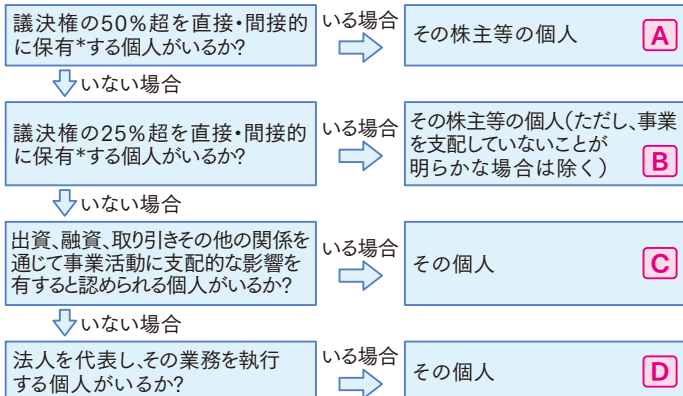 議決権の50%超を直接・間接的
に保有*する個人がいるか?
いる場合
その株主等の個人
A
いない場合
議決権の25%超を直接・間接的
に保有*する個人がいるか?
いる場合
その株主等の個人(ただし、事業
を支配していないことが
明らかな場合は除く)
B
いない場合
出資、融資、取り引きその他の関係を
通じて事業活動に支配的な影響を
有すると認められる個人がいるか?
いる場合
その個人
C
いない場合
法人を代表し、その業務を執行
する個人がいるか?
いる場合
その個人
D